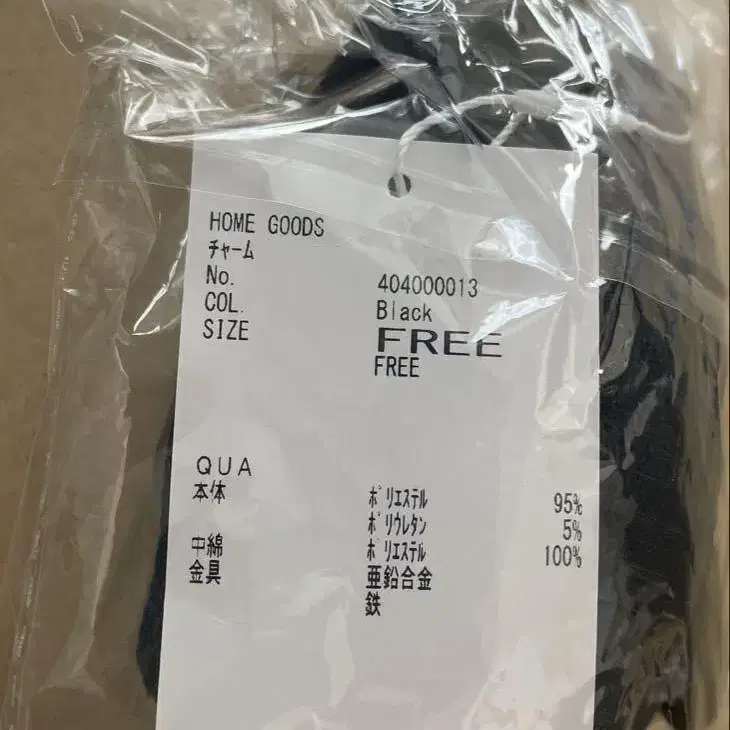 HOME GOODS
ﾁｬｰﾑ
No. 404000013
COL. Black
SIZE FREE
FREE
QUA
本体 ﾎﾟﾘｴｽﾃﾙ 95%
ﾎﾟﾘｳﾚﾀﾝ 5%
中綿 ﾎﾟﾘｴｽﾃﾙ 100%
金具 亜鉛合金
鉄